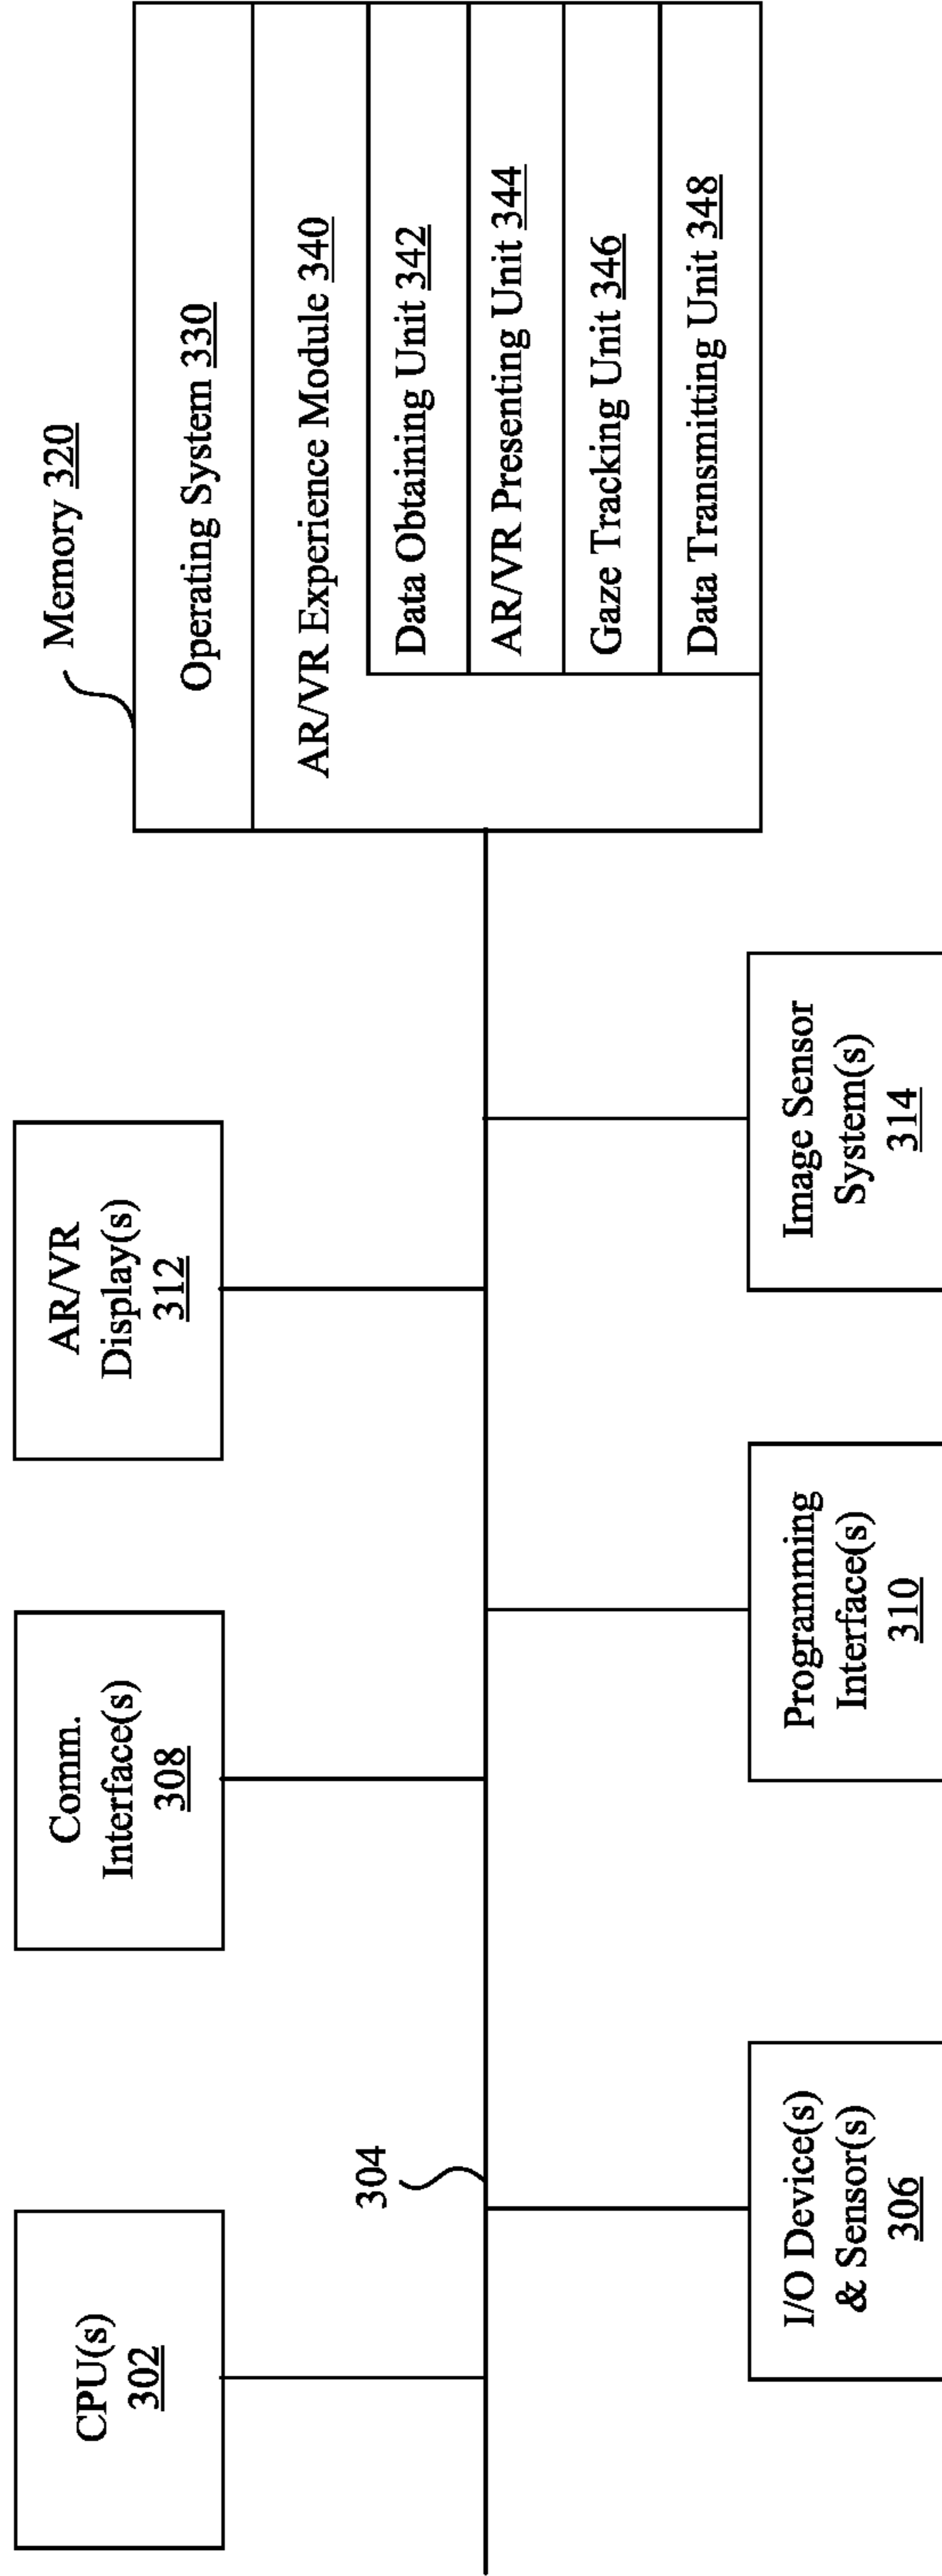 CPU(s)
302
Comm.
Interface(s)
308
AR/VR
Display(s)
312
Memory 320
Operating System 330
AR/VR Experience Module 340
Data Obtaining Unit 342
AR/VR Presenting Unit 344
Gaze Tracking Unit 346
Data Transmitting Unit 348
304
I/O Device(s)
& Sensor(s)
306
Programming
Interface(s)
310
Image Sensor
System(s)
314